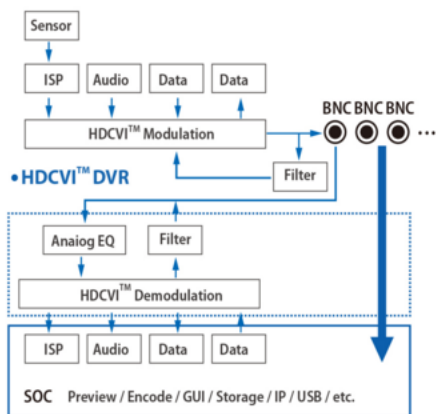 Sensor
ISP Audio Data Data
BNC BNC BNC
HDCVI™ Modulation
...
Filter
•HDCVI™ DVR
Anaiog EQ Filter
HDCVI™ Demodulation
ISP Audio Data Data
SOC Preview / Encode / GUI / Storage / IP / USB / etc.